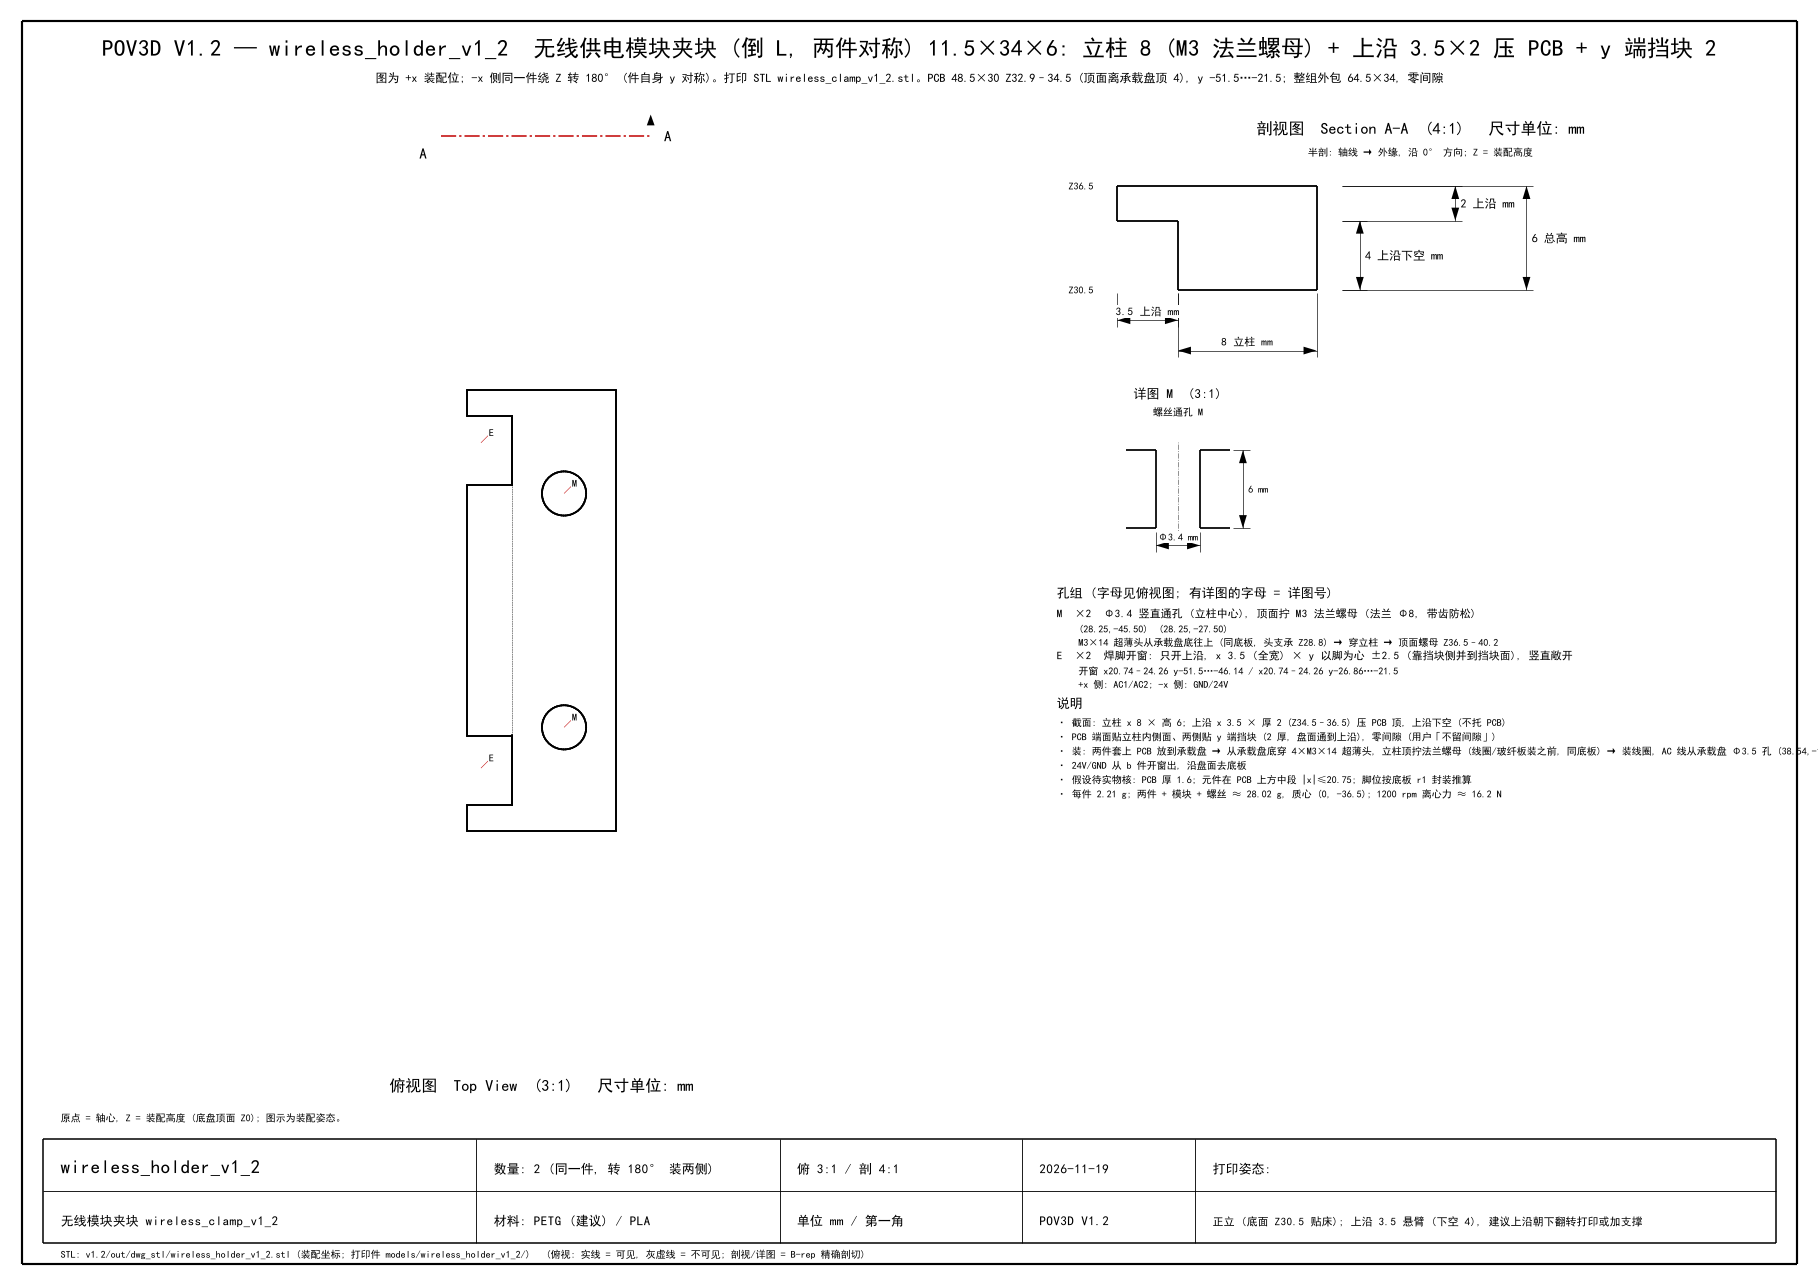 POV3D V1.2 — wireless_holder_v1_2  无线供电模块夹块 (倒 L, 两件对称) 11.5×34×6: 立柱 8 (M3 法兰螺母) + 上沿 3.5×2 压 PCB + y 端挡块 2
图为 +x 装配位; -x 侧同一件绕 Z 转 180° (件自身 y 对称)。打印 STL wireless_clamp_v1_2.stl。PCB 48.5×30 Z32.9–34.5 (顶面离承载盘顶 4), y -51.5…-21.5; 整组外包 64.5×34, 零间隙
A
A
剖视图  Section A-A  (4:1)   尺寸单位: mm
半剖: 轴线 → 外缘, 沿 0° 方向; Z = 装配高度
Z36.5
2 上沿 mm
6 总高 mm
4 上沿下空 mm
Z30.5
3.5 上沿 mm
8 立柱 mm
详图 M  (3:1)
螺丝通孔 M
6 mm
Φ3.4 mm
E
M
M
E
孔组 (字母见俯视图; 有详图的字母 = 详图号)
M  ×2  Φ3.4 竖直通孔 (立柱中心), 顶面拧 M3 法兰螺母 (法兰 Φ8, 带齿防松)
(28.25,-45.50)  (28.25,-27.50)
M3×14 超薄头从承载盘底往上 (同底板, 头支承 Z28.8) → 穿立柱 → 顶面螺母 Z36.5–40.2
E  ×2  焊脚开窗: 只开上沿, x 3.5 (全宽) × y 以脚为心 ±2.5 (靠挡块侧并到挡块面), 竖直敞开
开窗 x20.74–24.26 y-51.5…-46.14 / x20.74–24.26 y-26.86…-21.5
+x 侧: AC1/AC2; -x 侧: GND/24V
说明
· 截面: 立柱 x 8 × 高 6; 上沿 x 3.5 × 厚 2 (Z34.5–36.5) 压 PCB 顶, 上沿下空 (不托 PCB)
· PCB 端面贴立柱内侧面、两侧贴 y 端挡块 (2 厚, 盘面通到上沿), 零间隙 (用户「不留间隙」)
· 装: 两件套上 PCB 放到承载盘 → 从承载盘底穿 4×M3×14 超薄头, 立柱顶拧法兰螺母 (线圈/玻纤板装之前, 同底板) → 装线圈, AC 线从承载盘 Φ3.5 孔 (38.54,-
· 24V/GND 从 b 件开窗出, 沿盘面去底板
· 假设待实物核: PCB 厚 1.6; 元件在 PCB 上方中段 |x|≤20.75; 脚位按底板 r1 封装推算
· 每件 2.21 g; 两件 + 模块 + 螺丝 ≈ 28.02 g, 质心 (0, -36.5); 1200 rpm 离心力 ≈ 16.2 N
俯视图  Top View  (3:1)   尺寸单位: mm
原点 = 轴心, Z = 装配高度 (底盘顶面 Z0); 图示为装配姿态。
wireless_holder_v1_2
数量: 2 (同一件, 转 180° 装两侧)
俯 3:1 / 剖 4:1
2026-11-19
打印姿态:
无线模块夹块 wireless_clamp_v1_2
材料: PETG (建议) / PLA
单位 mm / 第一角
POV3D V1.2
正立 (底面 Z30.5 贴床); 上沿 3.5 悬臂 (下空 4), 建议上沿朝下翻转打印或加支撑
STL: v1.2/out/dwg_stl/wireless_holder_v1_2.stl (装配坐标; 打印件 models/wireless_holder_v1_2/)   (俯视: 实线 = 可见, 灰虚线 = 不可见; 剖视/详图 = B-rep 精确剖切)